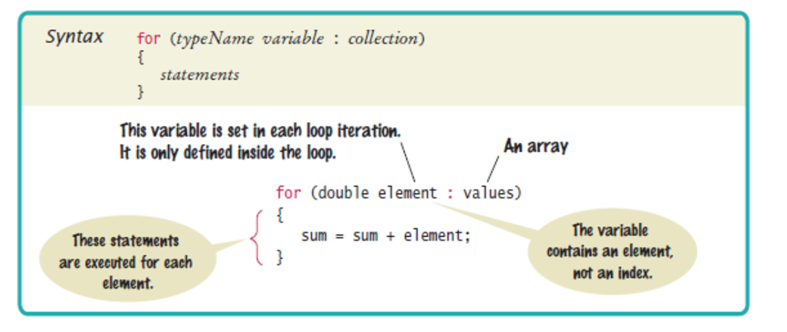 Syntax for (typeName variable : collection)
{
statements
}
This variable is set in each loop iteration.
It is only defined inside the loop.
An array
for (double element : values)
{
sum = sum + element;
}
These statements
are executed for each
element.
The variable
contains an element,
not an index.